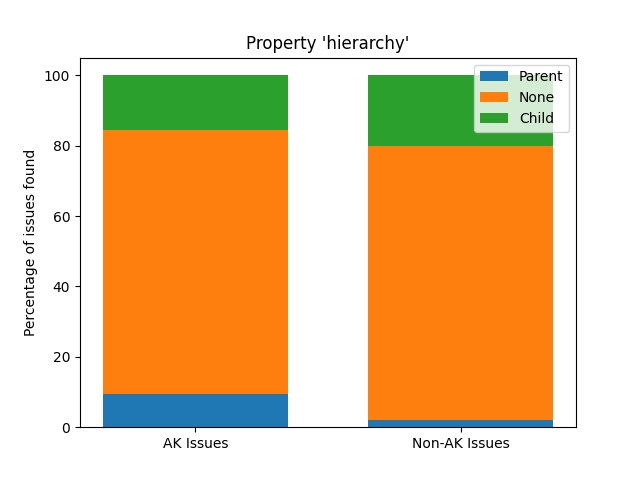 Property 'hierarchy'
Percentage of issues found
100
80
60
40
20
0
Parent
None
Child
AK Issues
Non-AK Issues